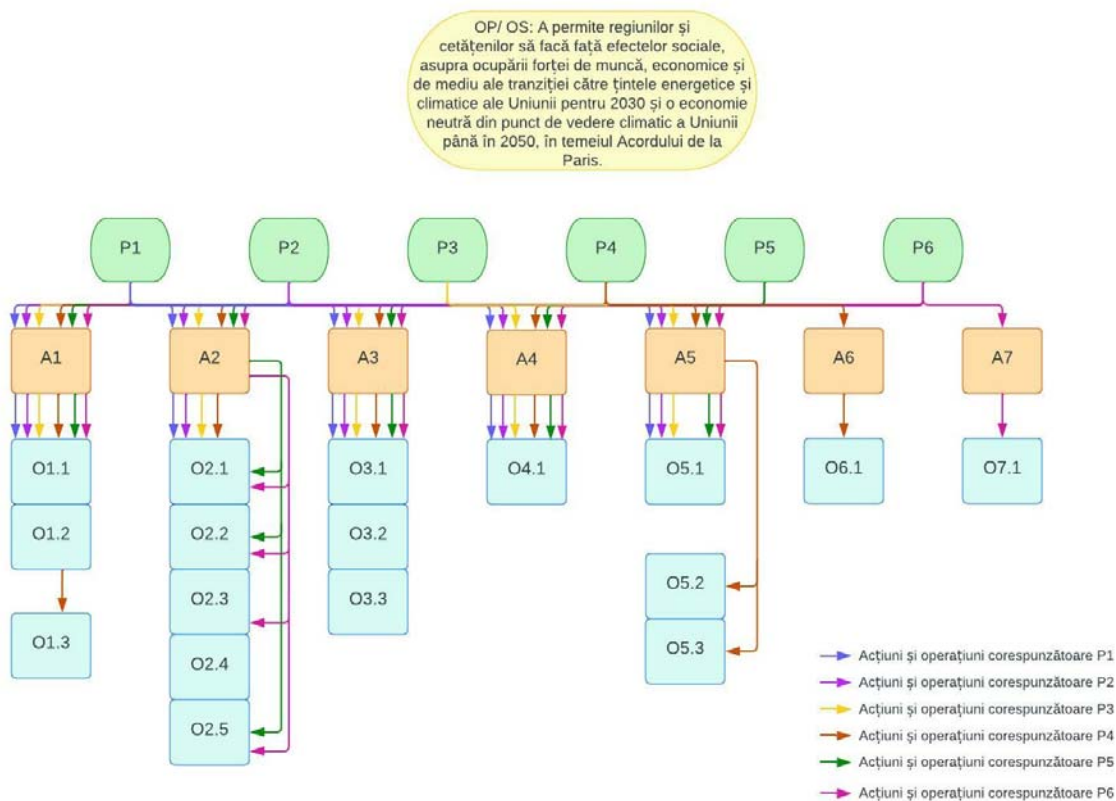 OP/ OS: A permite regiunilor și
cetățenilor să facă față efectelor sociale,
asupra ocupării forței de muncă, economice și
de mediu ale tranziției către țintele energetice și
climatice ale Uniunii pentru 2030 și o economie
neutră din punct de vedere climatic a Uniunii
până în 2050, în temeiul Acordului de la
Paris.
P1 P2 P3 P4 P5 P6
A1 A2 A3 A4 A5 A6 A7
O1.1 O2.1 O3.1 O4.1 O5.1 O6.1 O7.1
O1.2 O2.2 O3.2
O5.2
O2.3 O3.3
O1.3
O5.3
O2.4
O2.5
Acțiuni și operațiuni corespunzătoare P1
Acțiuni și operațiuni corespunzătoare P2
Acțiuni și operațiuni corespunzătoare P3
Acțiuni și operațiuni corespunzătoare P4
Acțiuni și operațiuni corespunzătoare P5
Acțiuni și operațiuni corespunzătoare P6